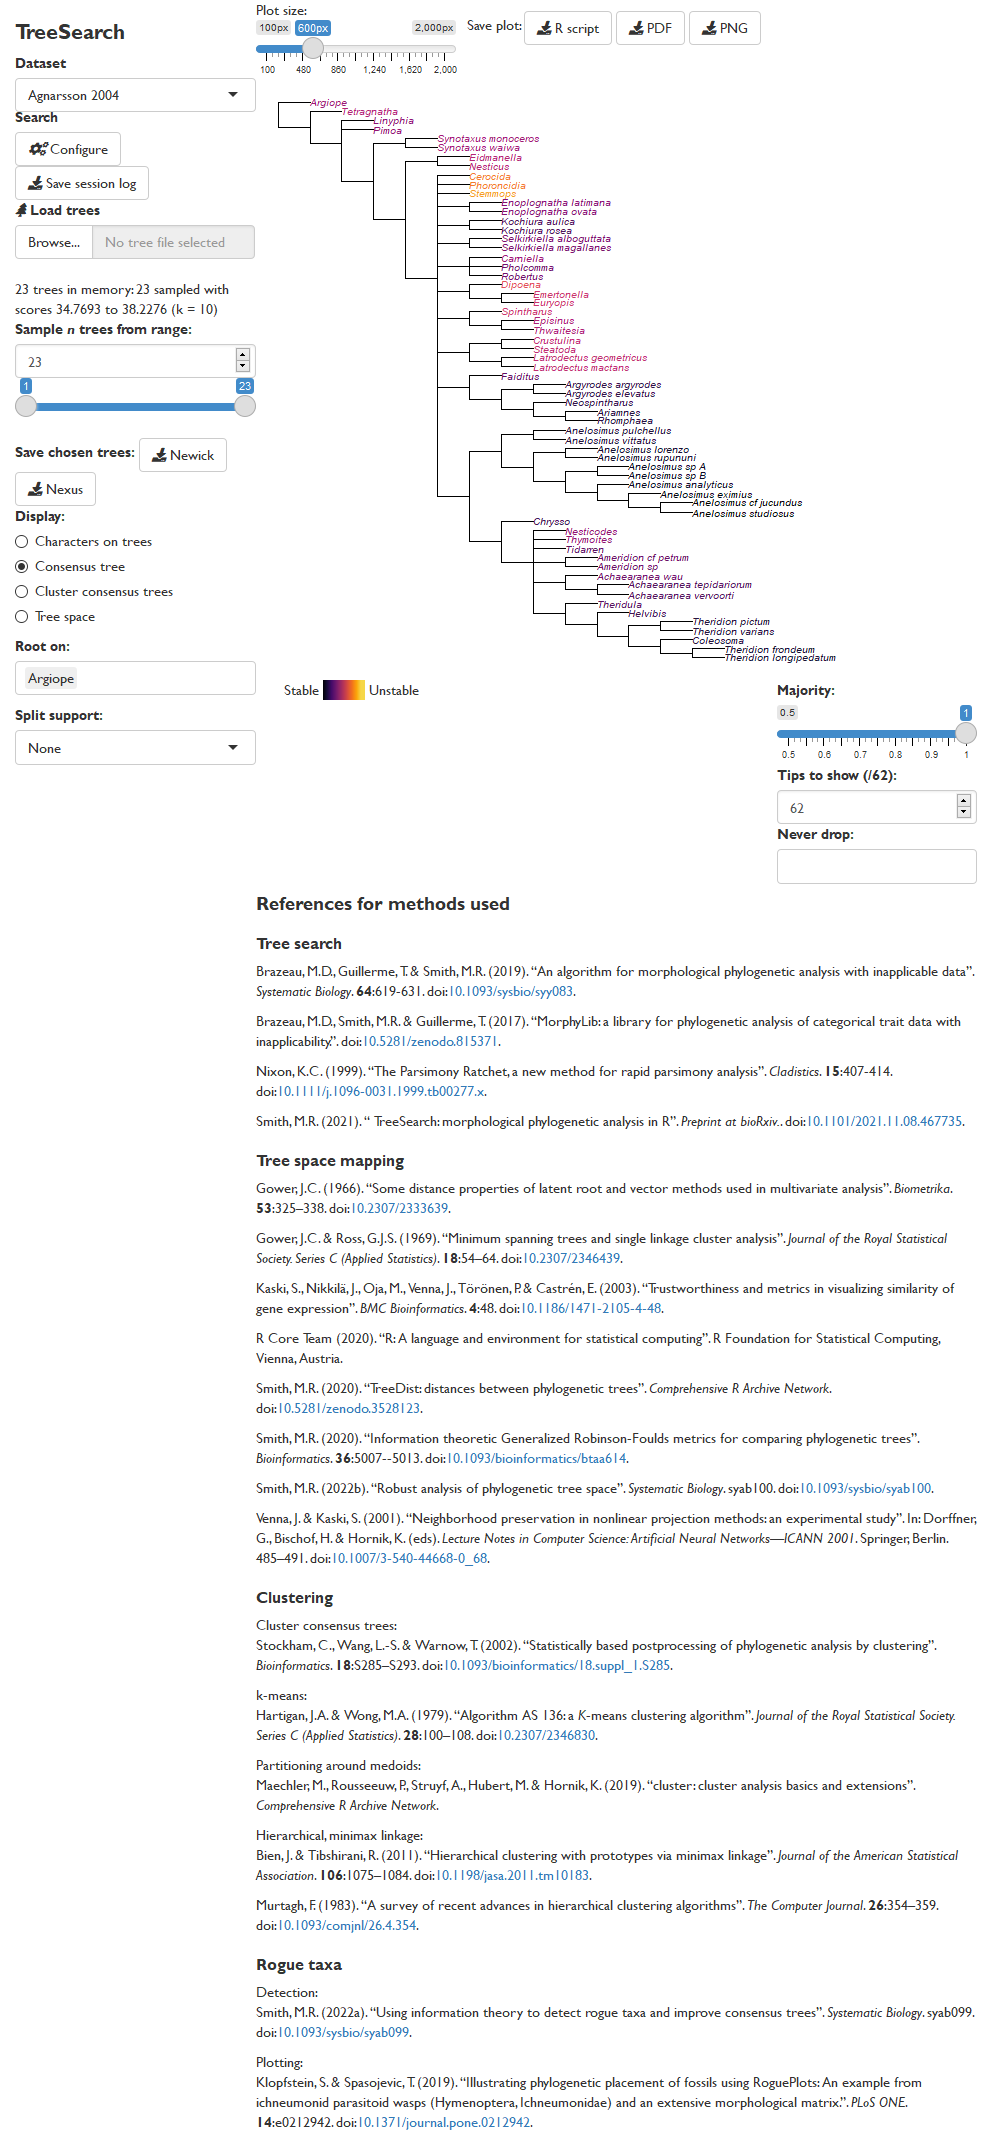 TreeSearch
Dataset
Agnarsson 2004
Search
Configure
Save session log
Load trees
Browse... No tree file selected
23 trees in memory: 23 sampled with
scores 34.7693 to 38.2276 (k = 10)
Sample n trees from range:
23
1 23
Save chosen trees: Newick
Nexus
Display:
Characters on trees
Consensus tree
Cluster consensus trees
Tree space
Root on:
Argiope
Split support:
None
Plot size:
100px 600px 2,000px
100 480 860 1,240 1,620 2,000
Save plot: R script PDF PNG
Argiope
Tetragnatha
Linyphia
Pimoa
Synotaxus monoceros
Synotaxus waiwa
Eidmanella
Nesticus
Cerocida
Phoroncidia
Stemmops
Enoplognatha latimana
Enoplognatha ovata
Kochiura aulica
Kochiura rosea
Selkirkiella alboguttata
Selkirkiella magallanes
Carniella
Pholcomma
Robertus
Dipoena
Emertonella
Euryopis
Spintharus
Episinus
Thwaitesia
Crustulina
Steatoda
Latrodectus geometricus
Latrodectus mactans
Faiditus
Argyrodes argyrodes
Argyrodes elevatus
Neospintharus
Ariamnes
Rhomphaea
Anelosimus pulchellus
Anelosimus vittatus
Anelosimus lorenzo
Anelosimus rupununi
Anelosimus sp A
Anelosimus sp B
Anelosimus analyticus
Anelosimus eximius
Anelosimus cf jucundus
Anelosimus studiosus
Chrysso
Nesticodes
Thymoites
Tidarren
Ameridion cf petrum
Ameridion sp
Achaearanea wau
Achaearanea tepidariorum
Achaearanea vervoorti
Theridula
Helvibis
Theridion pictum
Theridion varians
Coleosoma
Theridion frondeum
Theridion longipedatum
Stable Unstable
Majority:
0.5 1
0.5 0.6 0.7 0.8 0.9 1
Tips to show (/62):
62
Never drop:
References for methods used
Tree search
Brazeau, M.D., Guillerme, T. & Smith, M.R. (2019). “An algorithm for morphological phylogenetic analysis with inapplicable data”.
Systematic Biology. 64:619-631. doi:10.1093/sysbio/syy083.
Brazeau, M.D., Smith, M.R. & Guillerme, T. (2017). “MorphyLib: a library for phylogenetic analysis of categorical trait data with
inapplicability.”. doi:10.5281/zenodo.815371.
Nixon, K.C. (1999). “The Parsimony Ratchet, a new method for rapid parsimony analysis”. Cladistics. 15:407-414.
doi:10.1111/j.1096-0031.1999.tb00277.x.
Smith, M.R. (2021). “ TreeSearch: morphological phylogenetic analysis in R”. Preprint at bioRxiv.. doi:10.1101/2021.11.08.467735.
Tree space mapping
Gower, J.C. (1966). “Some distance properties of latent root and vector methods used in multivariate analysis”. Biometrika.
53:325–338. doi:10.2307/2333639.
Gower, J.C. & Ross, G.J.S. (1969). “Minimum spanning trees and single linkage cluster analysis”. Journal of the Royal Statistical
Society. Series C (Applied Statistics). 18:54–64. doi:10.2307/2346439.
Kaski, S., Nikkilä, J., Oja, M., Venna, J., Törönen, P. & Castrén, E. (2003). “Trustworthiness and metrics in visualizing similarity of
gene expression”. BMC Bioinformatics. 4:48. doi:10.1186/1471-2105-4-48.
R Core Team (2020). “R: A language and environment for statistical computing”. R Foundation for Statistical Computing,
Vienna, Austria.
Smith, M.R. (2020). “TreeDist: distances between phylogenetic trees”. Comprehensive R Archive Network.
doi:10.5281/zenodo.3528123.
Smith, M.R. (2020). “Information theoretic Generalized Robinson-Foulds metrics for comparing phylogenetic trees”.
Bioinformatics. 36:5007--5013. doi:10.1093/bioinformatics/btaa614.
Smith, M.R. (2022b). “Robust analysis of phylogenetic tree space”. Systematic Biology. syab100. doi:10.1093/sysbio/syab100.
Venna, J. & Kaski, S. (2001). “Neighborhood preservation in nonlinear projection methods: an experimental study”. In: Dorffner,
G., Bischof, H. & Hornik, K. (eds). Lecture Notes in Computer Science: Artificial Neural Networks—ICANN 2001. Springer, Berlin.
485–491. doi:10.1007/3-540-44668-0_68.
Clustering
Cluster consensus trees:
Stockham, C., Wang, L.-S. & Warnow, T. (2002). “Statistically based postprocessing of phylogenetic analysis by clustering”.
Bioinformatics. 18:S285–S293. doi:10.1093/bioinformatics/18.suppl_1.S285.
k-means:
Hartigan, J.A. & Wong, M.A. (1979). “Algorithm AS 136: a K-means clustering algorithm”. Journal of the Royal Statistical Society.
Series C (Applied Statistics). 28:100–108. doi:10.2307/2346830.
Partitioning around medoids:
Maechler, M., Rousseeuw, P., Struyf, A., Hubert, M. & Hornik, K. (2019). “cluster: cluster analysis basics and extensions”.
Comprehensive R Archive Network.
Hierarchical, minimax linkage:
Bien, J. & Tibshirani, R. (2011). “Hierarchical clustering with prototypes via minimax linkage”. Journal of the American Statistical
Association. 106:1075–1084. doi:10.1198/jasa.2011.tm10183.
Murtagh, F. (1983). “A survey of recent advances in hierarchical clustering algorithms”. The Computer Journal. 26:354–359.
doi:10.1093/comjnl/26.4.354.
Rogue taxa
Detection:
Smith, M.R. (2022a). “Using information theory to detect rogue taxa and improve consensus trees”. Systematic Biology. syab099.
doi:10.1093/sysbio/syab099.
Plotting:
Klopfstein, S. & Spasojevic, T. (2019). “Illustrating phylogenetic placement of fossils using RoguePlots: An example from
ichneumonid parasitoid wasps (Hymenoptera, Ichneumonidae) and an extensive morphological matrix.”. PLoS ONE.
14:e0212942. doi:10.1371/journal.pone.0212942.